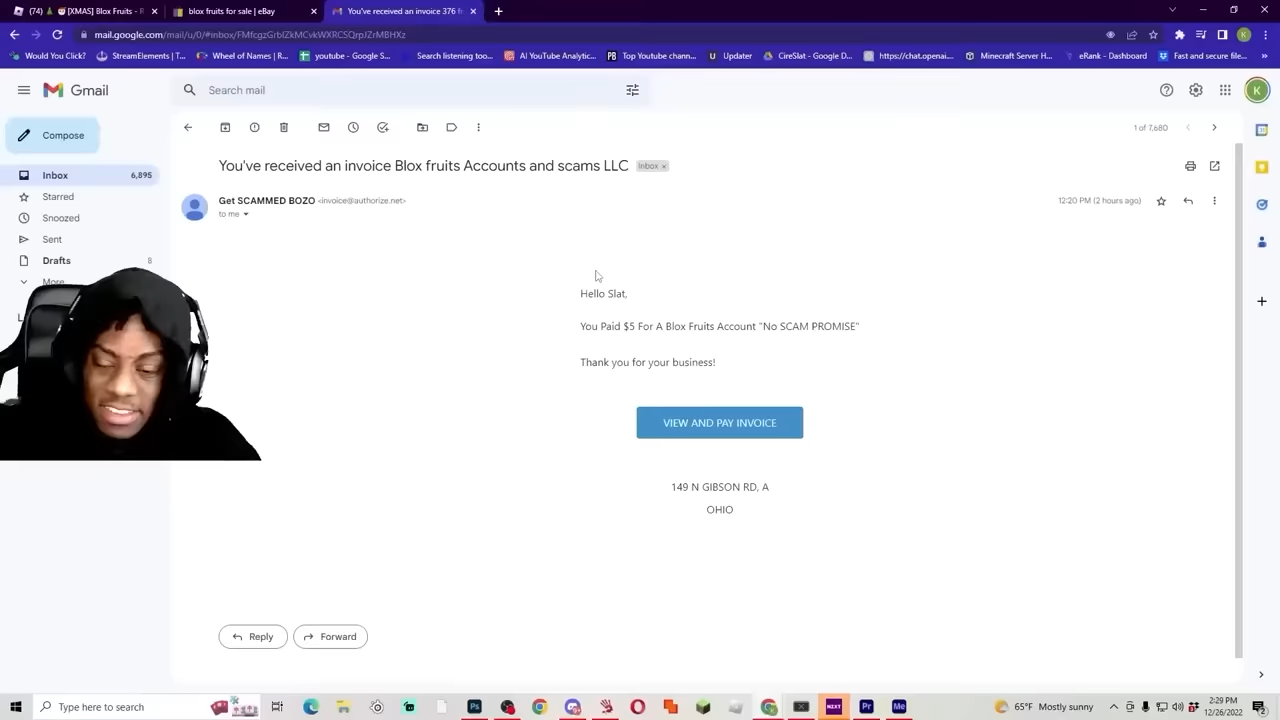 (74) [XMAS] Blox Fruits - R
blox fruits for sale | eBay
You've received an invoice 376 f
mail.google.com/mail/u/0/#inbox/FMfcgzGrblZkMCvkWXRCSQrpJZrMBHXz
Would You Click?
StreamElements | T...
Wheel of Names | R...
youtube - Google S...
Search listening too...
AI YouTube Analytic...
Top Youtube chann...
Updater
CireSlat - Google D...
https://chat.openai...
Minecraft Server H...
eRank - Dashboard
Fast and secure file...
Gmail
Search mail
Compose
1 of 7,680
Inbox 6,895
You've received an invoice Blox fruits Accounts and scams LLC Inbox x
Starred
Get SCAMMED BOZO <invoice@authorize.net>
12:20 PM (2 hours ago)
to me
Snoozed
Sent
Drafts 8
More
Hello Slat,
You Paid $5 For A Blox Fruits Account "No SCAM PROMISE"
Thank you for your business!
VIEW AND PAY INVOICE
149 N GIBSON RD, A
OHIO
Reply
Forward
Type here to search
65°F Mostly sunny
2:29 PM
12/26/2022